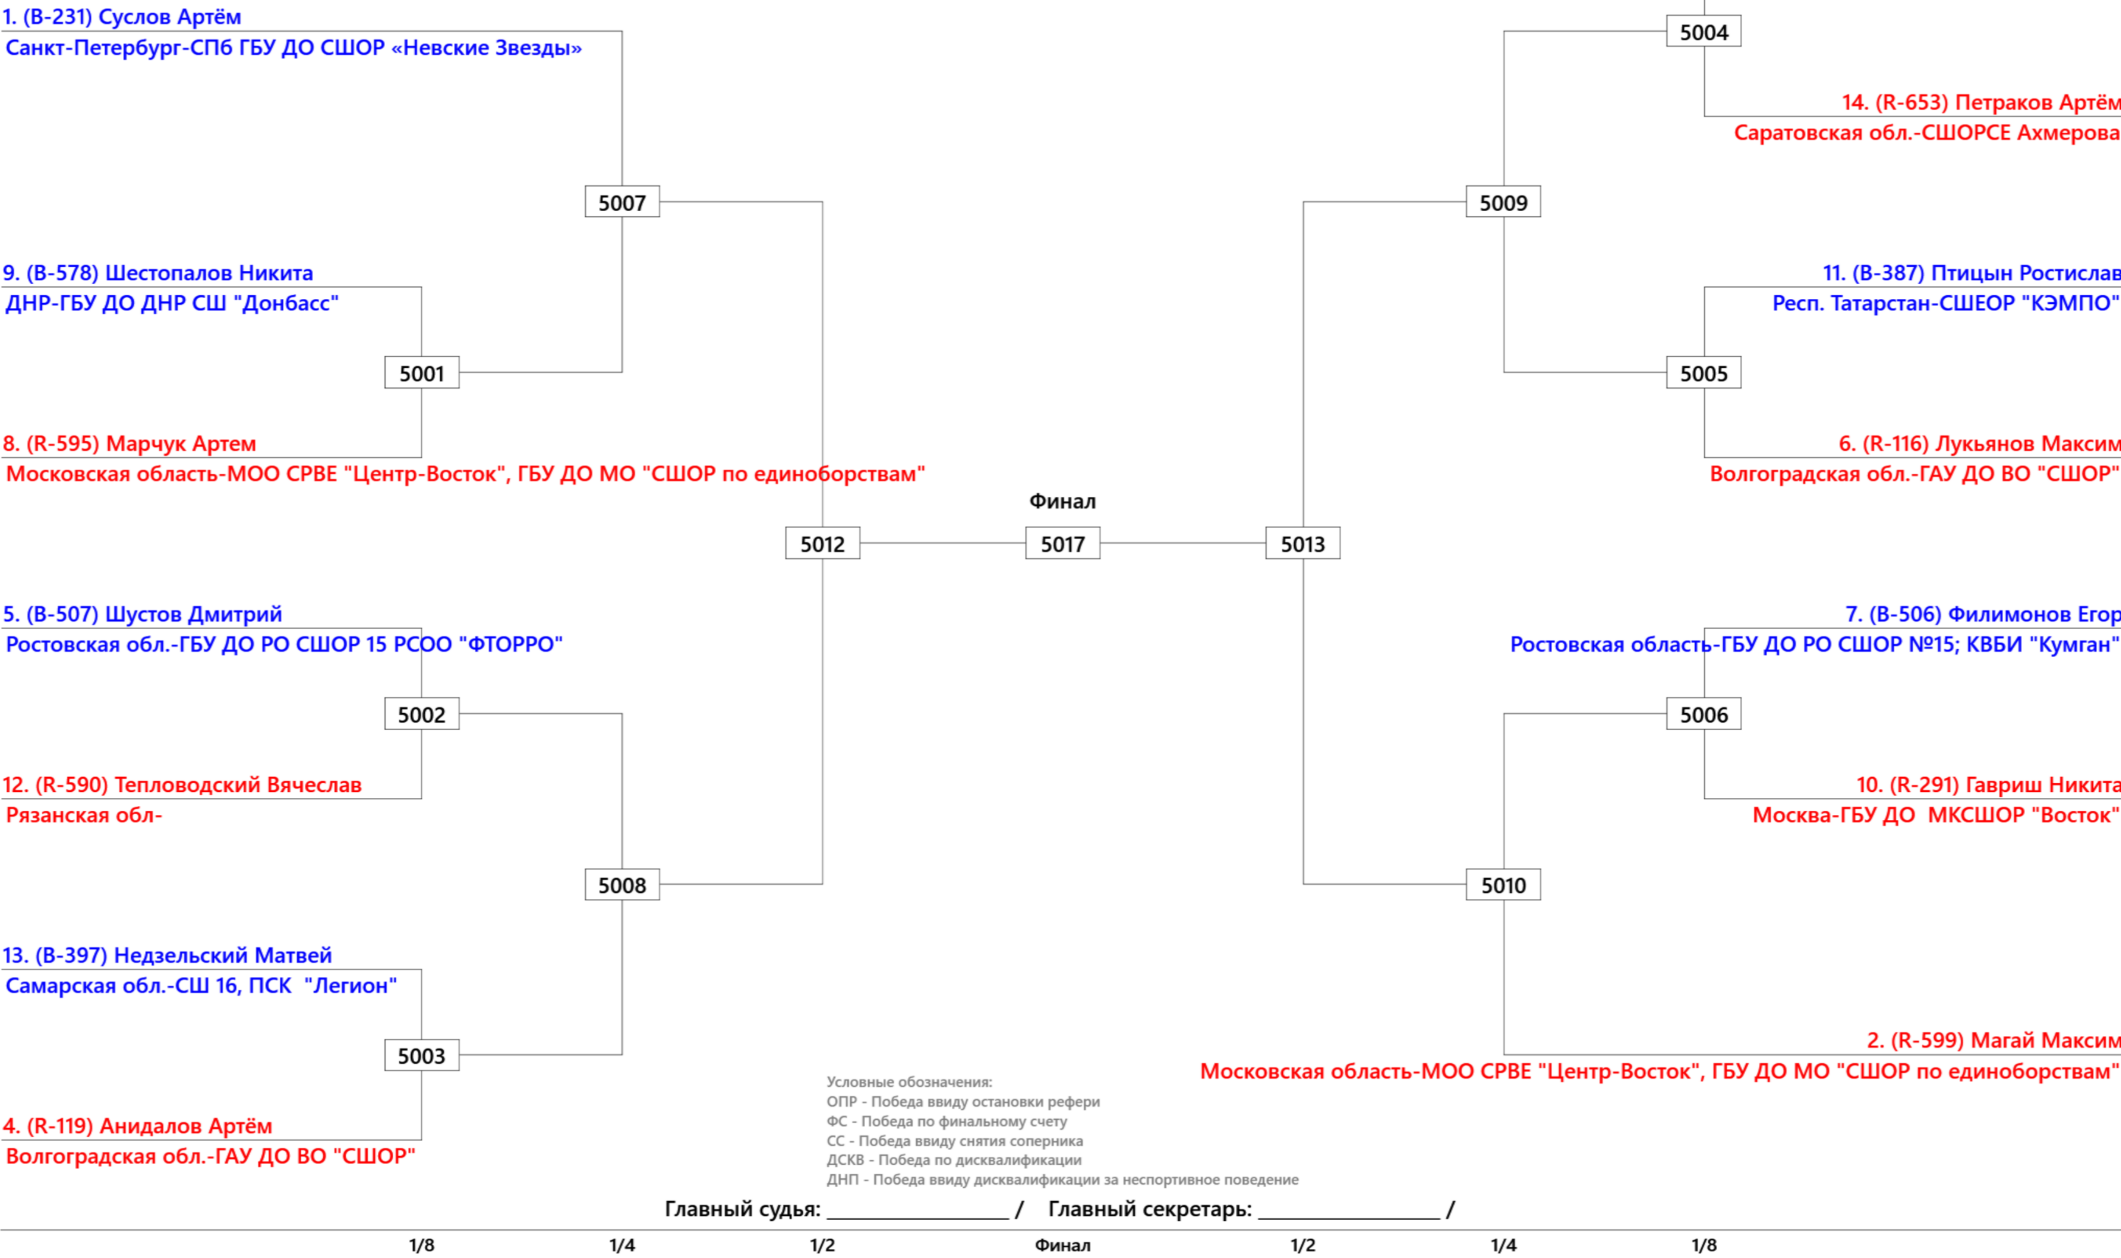 1. (B-231) Суслов Артём
Санкт-Петербург-СПб ГБУ ДО СШОР «Невские Звезды»
5007
9. (B-578) Шестопалов Никита
ДНР-ГБУ ДО ДНР СШ "Донбасс"
5001
8. (R-595) Марчук Артем
Московская область-МОО СРВЕ "Центр-Восток", ГБУ ДО МО "СШОР по единоборствам"
5012
5. (B-507) Шустов Дмитрий
Ростовская обл.-ГБУ ДО РО СШОР 15 РСОО "ФТОРРО"
5002
12. (R-590) Тепловодский Вячеслав
Рязанская обл-
5008
13. (B-397) Недзельский Матвей
Самарская обл.-СШ 16, ПСК "Легион"
5003
4. (R-119) Анидалов Артём
Волгоградская обл.-ГАУ ДО ВО "СШОР"
Финал
5017
5004
14. (R-653) Петраков Артём
Саратовская обл.-СШОРСЕ Ахмерова
5009
11. (B-387) Птицын Ростислав
Респ. Татарстан-СШЕОР "КЭМПО"
5005
6. (R-116) Лукьянов Максим
Волгоградская обл.-ГАУ ДО ВО "СШОР"
5013
7. (B-506) Филимонов Егор
Ростовская область-ГБУ ДО РО СШОР №15; КВБИ "Кумган"
5006
10. (R-291) Гавриш Никита
Москва-ГБУ ДО МКСШОР "Восток"
5010
2. (R-599) Магай Максим
Московская область-МОО СРВЕ "Центр-Восток", ГБУ ДО МО "СШОР по единоборствам"
Условные обозначения:
ОПР - Победа ввиду остановки рефери
ФС - Победа по финальному счету
СС - Победа ввиду снятия соперника
ДСКВ - Победа по дисквалификации
ДНП - Победа ввиду дисквалификации за неспортивное поведение
Главный судья: __________________ / Главный секретарь: __________________ /
1/8 1/4 1/2 Финал 1/2 1/4 1/8